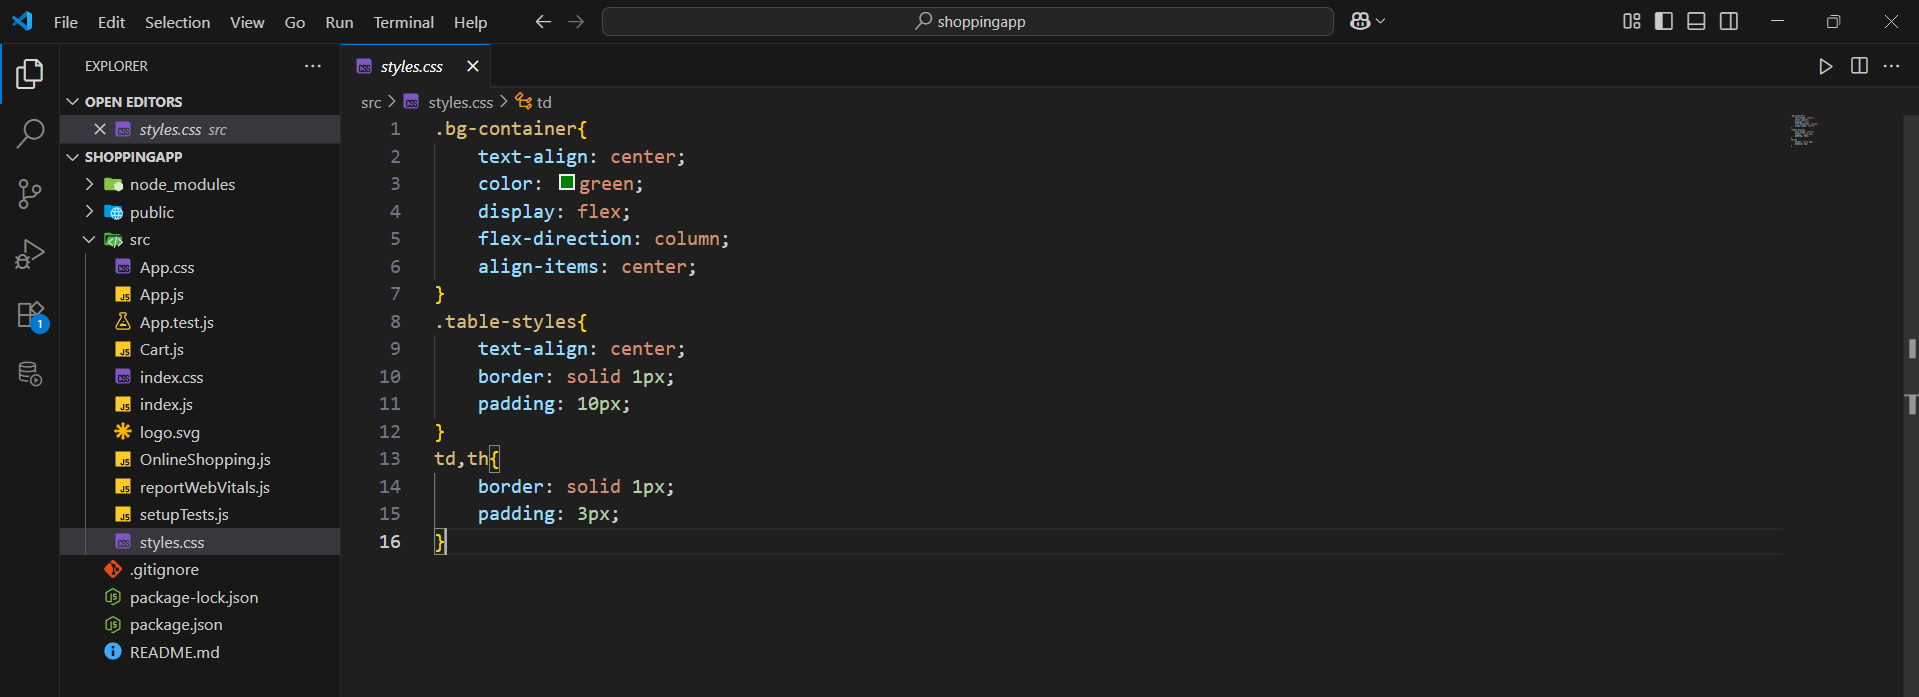 File Edit Selection View Go Run Terminal Help
shoppingapp
EXPLORER
OPEN EDITORS
styles.css src
SHOPPINGAPP
node_modules
public
src
App.css
App.js
App.test.js
Cart.js
index.css
index.js
logo.svg
OnlineShopping.js
reportWebVitals.js
setupTests.js
styles.css
.gitignore
package-lock.json
package.json
README.md
1
styles.css
src > styles.css > td
1 .bg-container{
2 text-align: center;
3 color: green;
4 display: flex;
5 flex-direction: column;
6 align-items: center;
7 }
8 .table-styles{
9 text-align: center;
10 border: solid 1px;
11 padding: 10px;
12 }
13 td,th{
14 border: solid 1px;
15 padding: 3px;
16 }